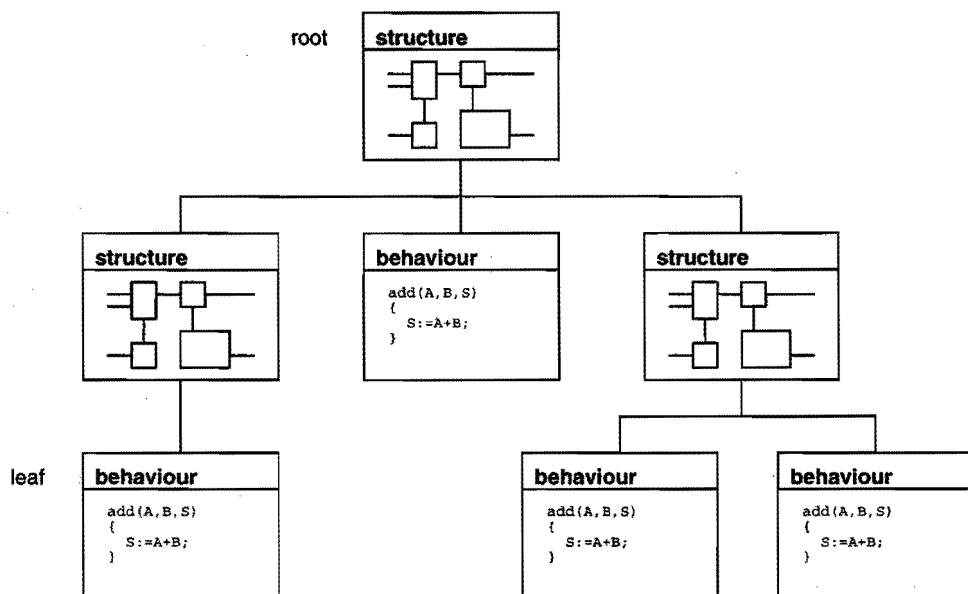 root
structure
structure
behaviour
add(A,B,S)
{
S:=A+B;
}
structure
leaf
behaviour
add(A,B,S)
{
S:=A+B;
}
behaviour
add(A,B,S)
{
S:=A+B;
}
behaviour
add(A,B,S)
{
S:=A+B;
}